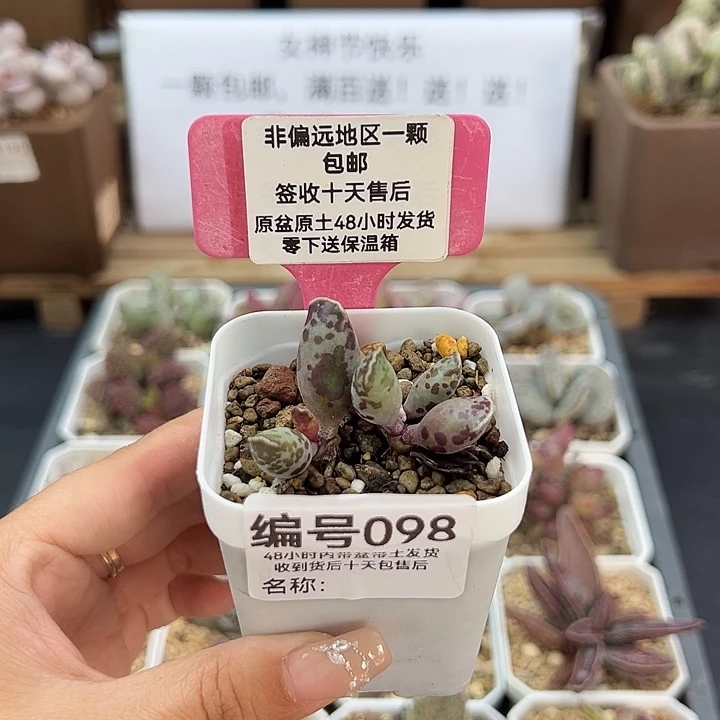 女神节快乐
一颗包邮，满百送！送！送！
非偏远地区一颗
包邮
签收十天售后
原盆原土48小时发货
零下送保温箱
编号098
48小时内带盆带土发货
收到货后十天包售后
名称：